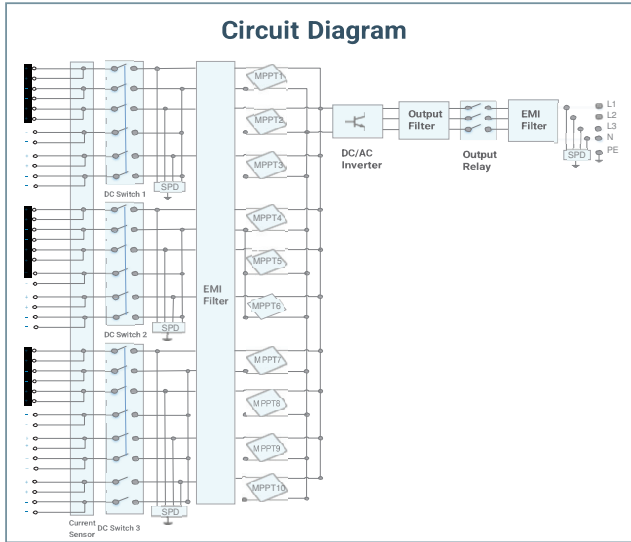 Circuit Diagram
MPPT1
MPPT2
MPPT3
SPD
DC Switch 1
MPPT4
MPPT5
MPPT6
EMI
Filter
SPD
DC Switch 2
MPPT7
MPPT8
MPPT9
MPPT10
SPD
Current
Sensor
DC Switch 3
DC/AC
Inverter
Output
Filter
Output
Relay
EMI
Filter
SPD
L1
L2
L3
N
PE